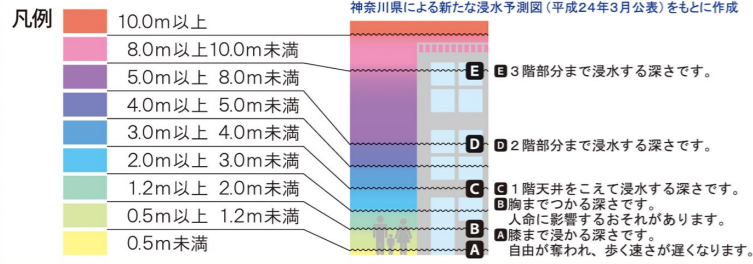 神奈川県による新たな浸水予測図(平成24年3月公表)をもとに作成
凡例
10.0m以上
8.0m以上10.0m未満
5.0m以上 8.0m未満
4.0m以上 5.0m未満
3.0m以上 4.0m未満
2.0m以上 3.0m未満
1.2m以上 2.0m未満
0.5m以上 1.2m未満
0.5m未満
E
D
C
B
A
E3階部分まで浸水する深さです。
D2階部分まで浸水する深さです。
C1階天井をこえて浸水する深さです。
B胸までつかる深さです。
人命に影響するおそれがあります。
A膝まで浸かる深さです。
自由が奪われ、歩く速さが遅くなります。